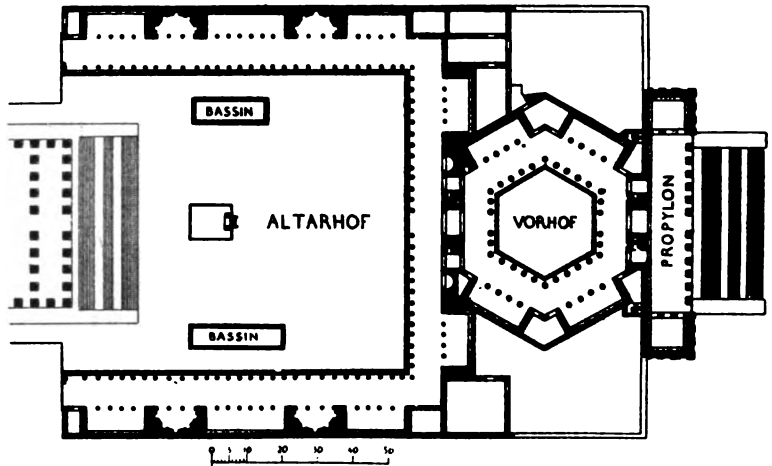 BASSIN
ALTARHOF
VORHOF
PROPYLON
BASSIN
0 5 10 20 30 40 50